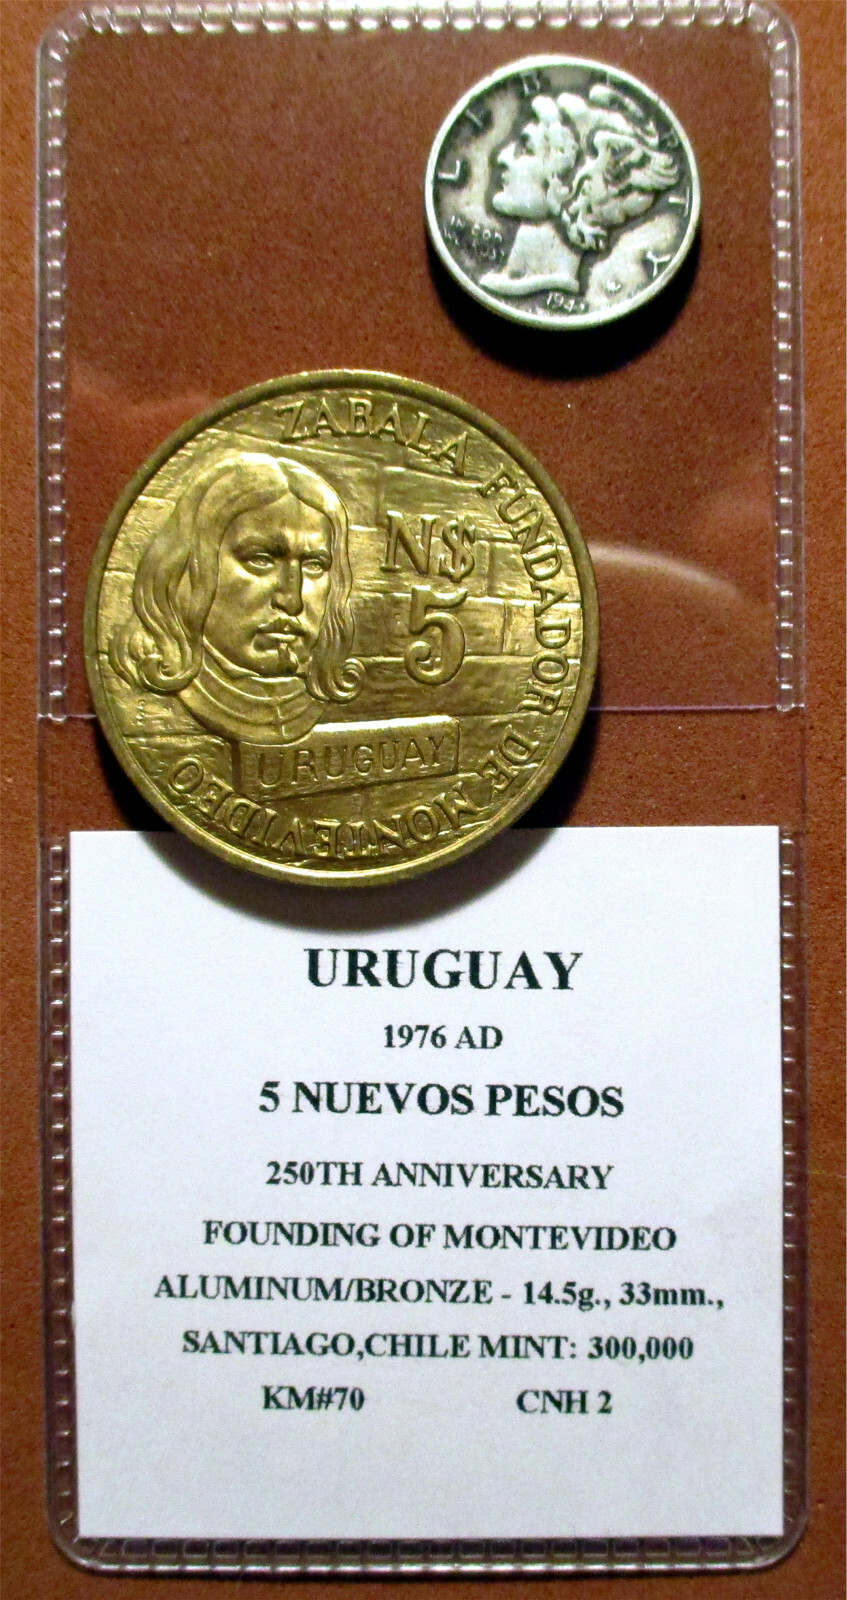 LIBERTY
IN GOD
WE TRUST
ZABALA FUNDADOR DE MONTEVIDEO
N$
5
URUGUAY
URUGUAY
1976 AD
5 NUEVOS PESOS
250TH ANNIVERSARY
FOUNDING OF MONTEVIDEO
ALUMINUM/BRONZE - 14.5g., 33mm.,
SANTIAGO,CHILE MINT: 300,000
KM#70 CNH 2